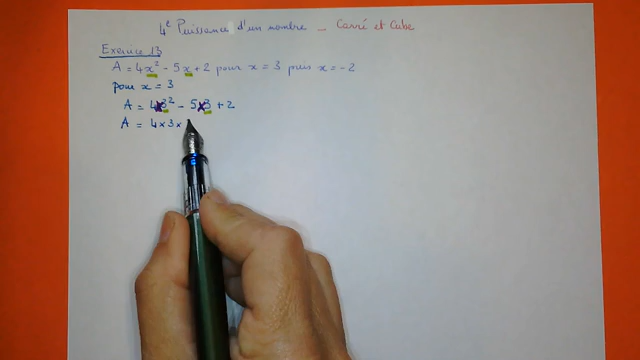 4e Puissance d'un nombre - Carré et Cube
Exercice 13
A = 4x² - 5x + 2 pour x = 3 puis x = -2
pour x = 3
A = 4×3² - 5×3 + 2
A = 4×3×